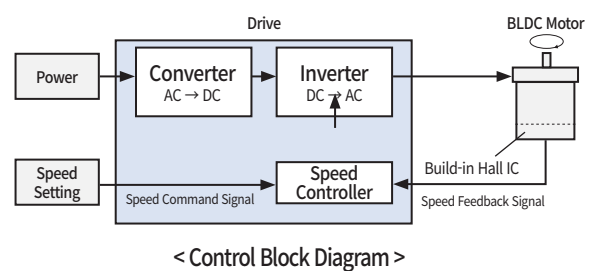 Drive
BLDC Motor
Power
Converter
AC → DC
Inverter
DC → AC
Speed
Setting
Speed Command Signal
Speed
Controller
Build-in Hall IC
Speed Feedback Signal
< Control Block Diagram >